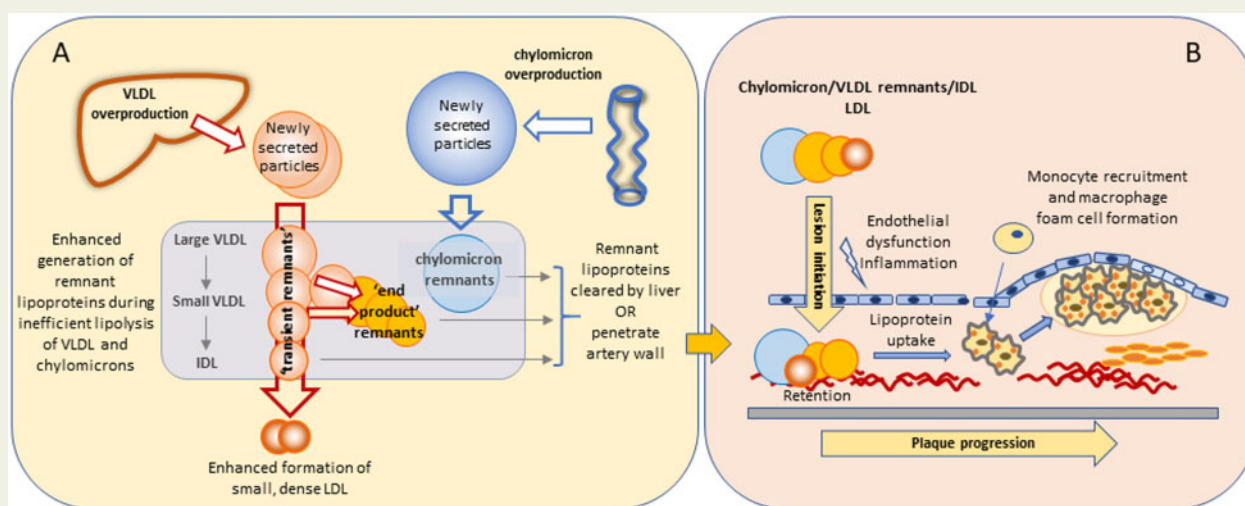 A
VLDL
overproduction
Newly
secreted
particles
chylomicron
overproduction
Newly
secreted
particles
Enhanced
generation of
remnant
lipoproteins during
inefficient lipolysis
of VLDL and
chylomicrons
Large VLDL
Small VLDL
IDL
'transient remnants'
'end
product'
remnants
chylomicron
remnants
Remnant
lipoproteins
cleared by liver
OR
penetrate
artery wall
Enhanced formation of
small, dense LDL
B
Chylomicron/VLDL remnants/IDL
LDL
Lesion initiation
Endothelial
dysfunction
Inflammation
Monocyte recruitment
and macrophage
foam cell formation
Lipoprotein
uptake
Retention
Plaque progression